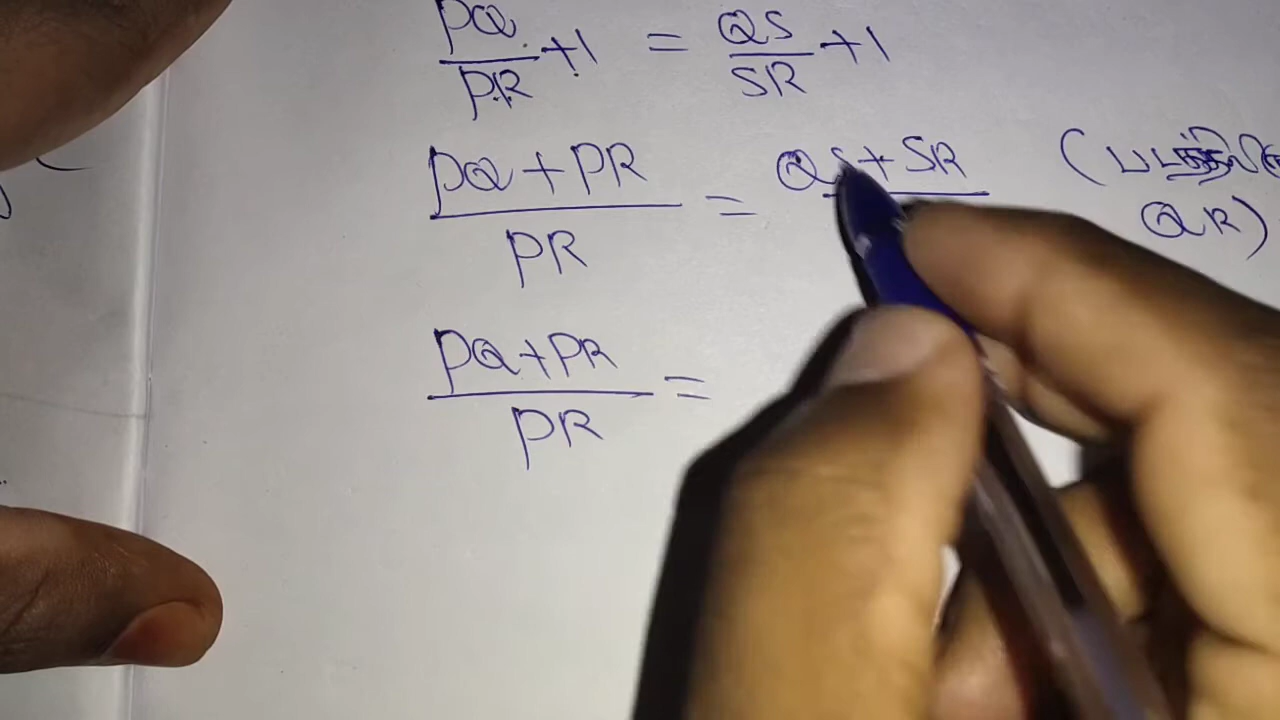 PQ/PR +1 = QS/SR +1
PQ+PR/PR = QS+SR (
QR)
PQ+PR/PR =